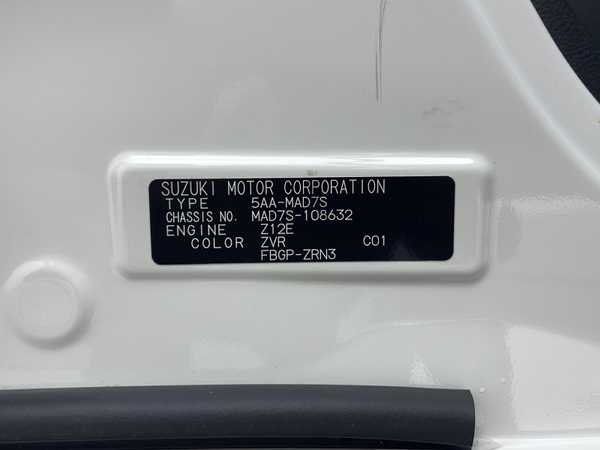 SUZUKI MOTOR CORPORATION
TYPE 5AA-MAD7S
CHASSIS NO. MAD7S-108632
ENGINE Z12E
COLOR ZVR C01
FBGP-ZRN3